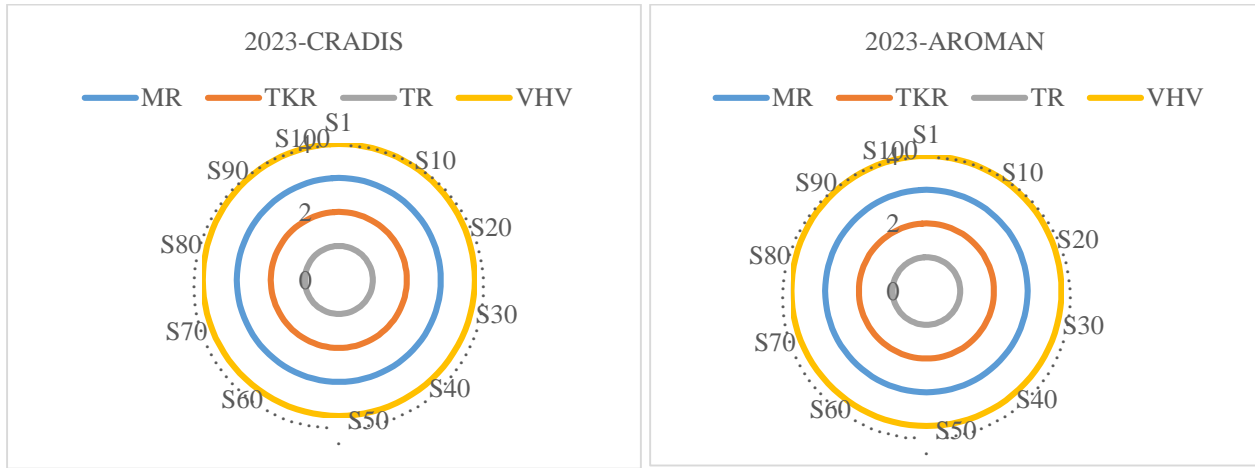 2023-CRADIS
MR TKR TR VHV
S1
S10
S20
S30
S40
S50
S60
S70
S80
S90
S100
4
2
0
2023-AROMAN
MR TKR TR VHV
S1
S10
S20
S30
S40
S50
S60
S70
S80
S90
S100
4
2
0